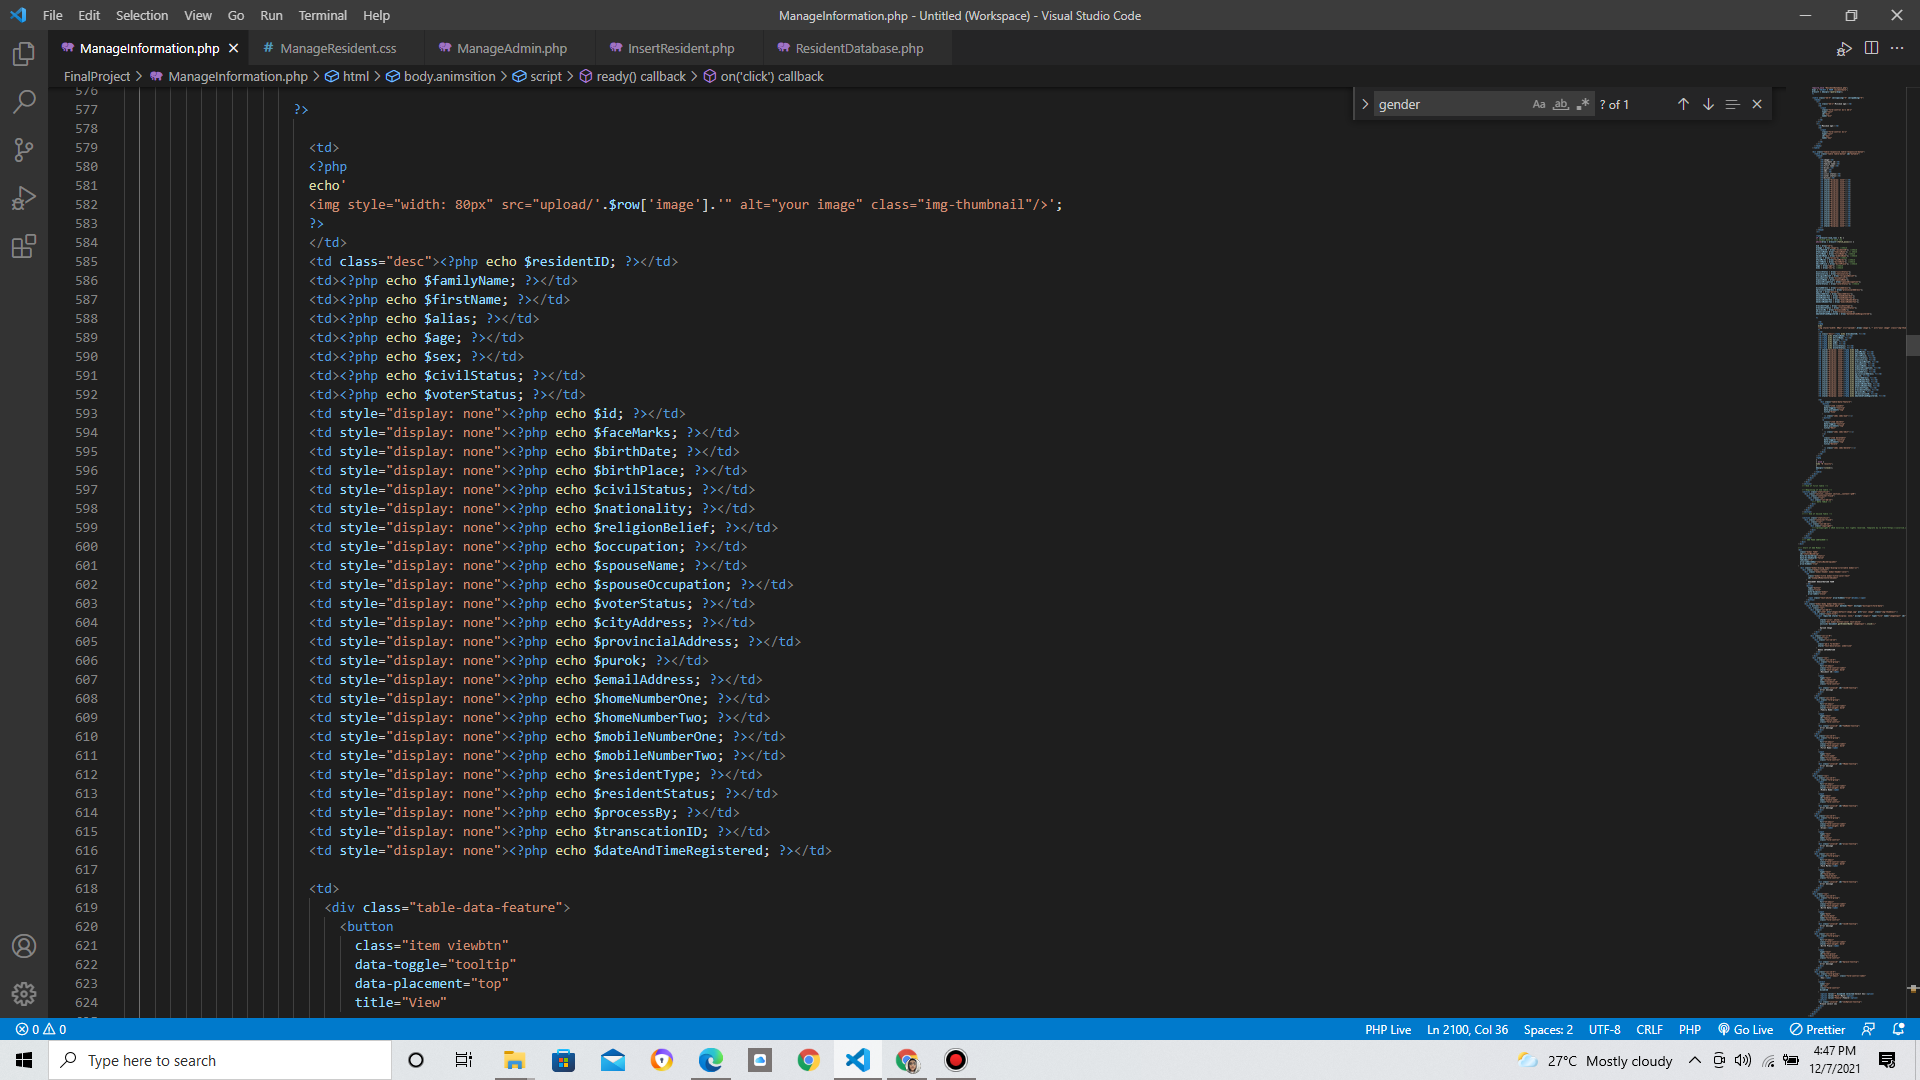 File Edit Selection View Go Run Terminal Help
ManageInformation.php - Untitled (Workspace) - Visual Studio Code
ManageInformation.php # ManageResident.css ManageAdmin.php InsertResident.php ResidentDatabase.php
FinalProject > ManageInformation.php > html > body.animsition > script > ready() callback > on('click') callback
gender Aa ab .* ? of 1
576
577 ?>
578
579 <td>
580 <?php
581 echo'
582 <img style="width: 80px" src="upload/'.$row['image'].'" alt="your image" class="img-thumbnail"/>';
583 ?>
584 </td>
585 <td class="desc"><?php echo $residentID; ?></td>
586 <td><?php echo $familyName; ?></td>
587 <td><?php echo $firstName; ?></td>
588 <td><?php echo $alias; ?></td>
589 <td><?php echo $age; ?></td>
590 <td><?php echo $sex; ?></td>
591 <td><?php echo $civilStatus; ?></td>
592 <td><?php echo $voterStatus; ?></td>
593 <td style="display: none"><?php echo $id; ?></td>
594 <td style="display: none"><?php echo $faceMarks; ?></td>
595 <td style="display: none"><?php echo $birthDate; ?></td>
596 <td style="display: none"><?php echo $birthPlace; ?></td>
597 <td style="display: none"><?php echo $civilStatus; ?></td>
598 <td style="display: none"><?php echo $nationality; ?></td>
599 <td style="display: none"><?php echo $religionBelief; ?></td>
600 <td style="display: none"><?php echo $occupation; ?></td>
601 <td style="display: none"><?php echo $spouseName; ?></td>
602 <td style="display: none"><?php echo $spouseOccupation; ?></td>
603 <td style="display: none"><?php echo $voterStatus; ?></td>
604 <td style="display: none"><?php echo $cityAddress; ?></td>
605 <td style="display: none"><?php echo $provincialAddress; ?></td>
606 <td style="display: none"><?php echo $purok; ?></td>
607 <td style="display: none"><?php echo $emailAddress; ?></td>
608 <td style="display: none"><?php echo $homeNumberOne; ?></td>
609 <td style="display: none"><?php echo $homeNumberTwo; ?></td>
610 <td style="display: none"><?php echo $mobileNumberOne; ?></td>
611 <td style="display: none"><?php echo $mobileNumberTwo; ?></td>
612 <td style="display: none"><?php echo $residentType; ?></td>
613 <td style="display: none"><?php echo $residentStatus; ?></td>
614 <td style="display: none"><?php echo $processBy; ?></td>
615 <td style="display: none"><?php echo $transcationID; ?></td>
616 <td style="display: none"><?php echo $dateAndTimeRegistered; ?></td>
617
618 <td>
619 <div class="table-data-feature">
620 <button
621 class="item viewbtn"
622 data-toggle="tooltip"
623 data-placement="top"
624 title="View"
0 0 PHP Live Ln 2100, Col 36 Spaces: 2 UTF-8 CRLF PHP Go Live Prettier
Type here to search
27°C Mostly cloudy
4:47 PM
12/7/2021